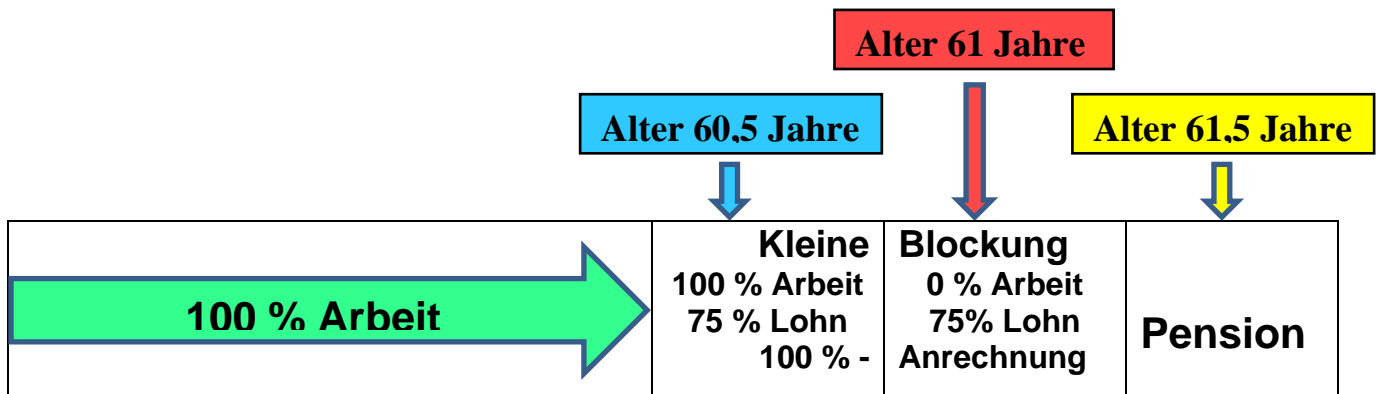 Alter 61 Jahre
Alter 60,5 Jahre
Alter 61,5 Jahre
100 % Arbeit
Kleine
100 % Arbeit
75 % Lohn
100 % -
Blockung
0 % Arbeit
75% Lohn
Anrechnung
Pension